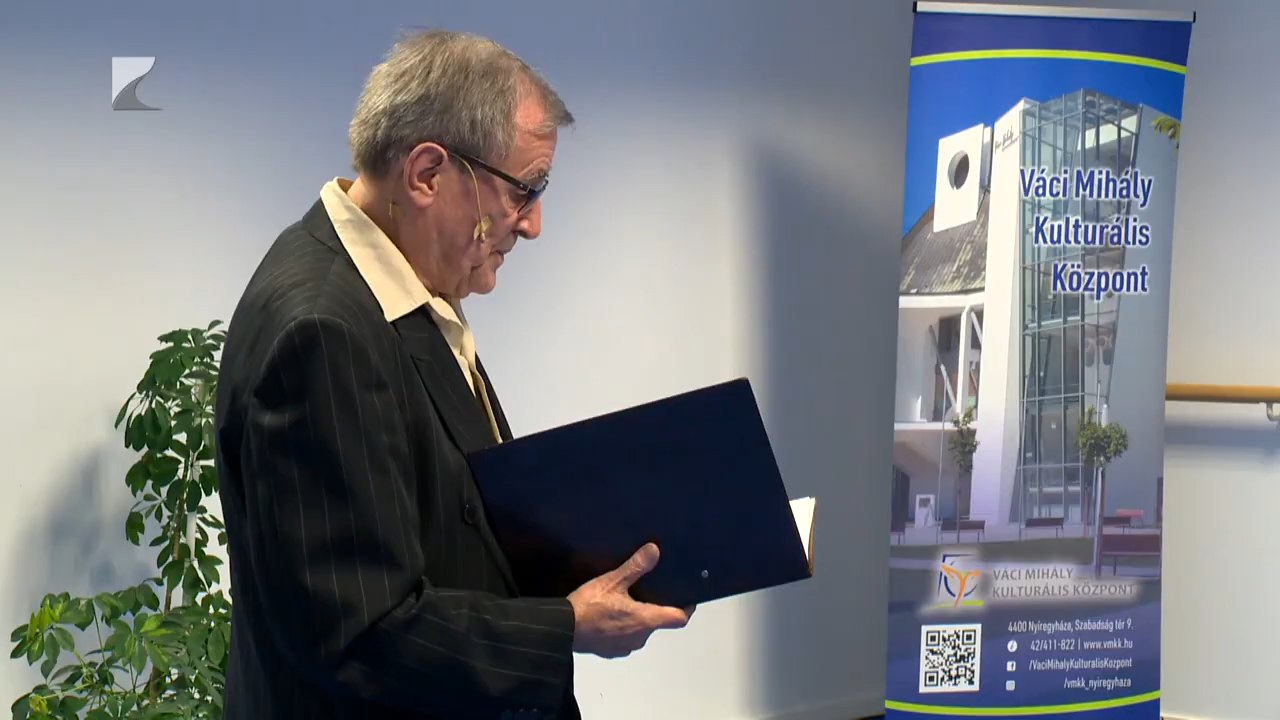 Váci Mihály
Kulturális
Központ
VÁCI MIHÁLY
KULTURÁLIS KÖZPONT
4400 Nyíregyháza, Szabadság tér 9.
42/411-822 | www.vmkk.hu
/VaciMihalyKulturalisKozpont
/vmkk_nyiregyhaza